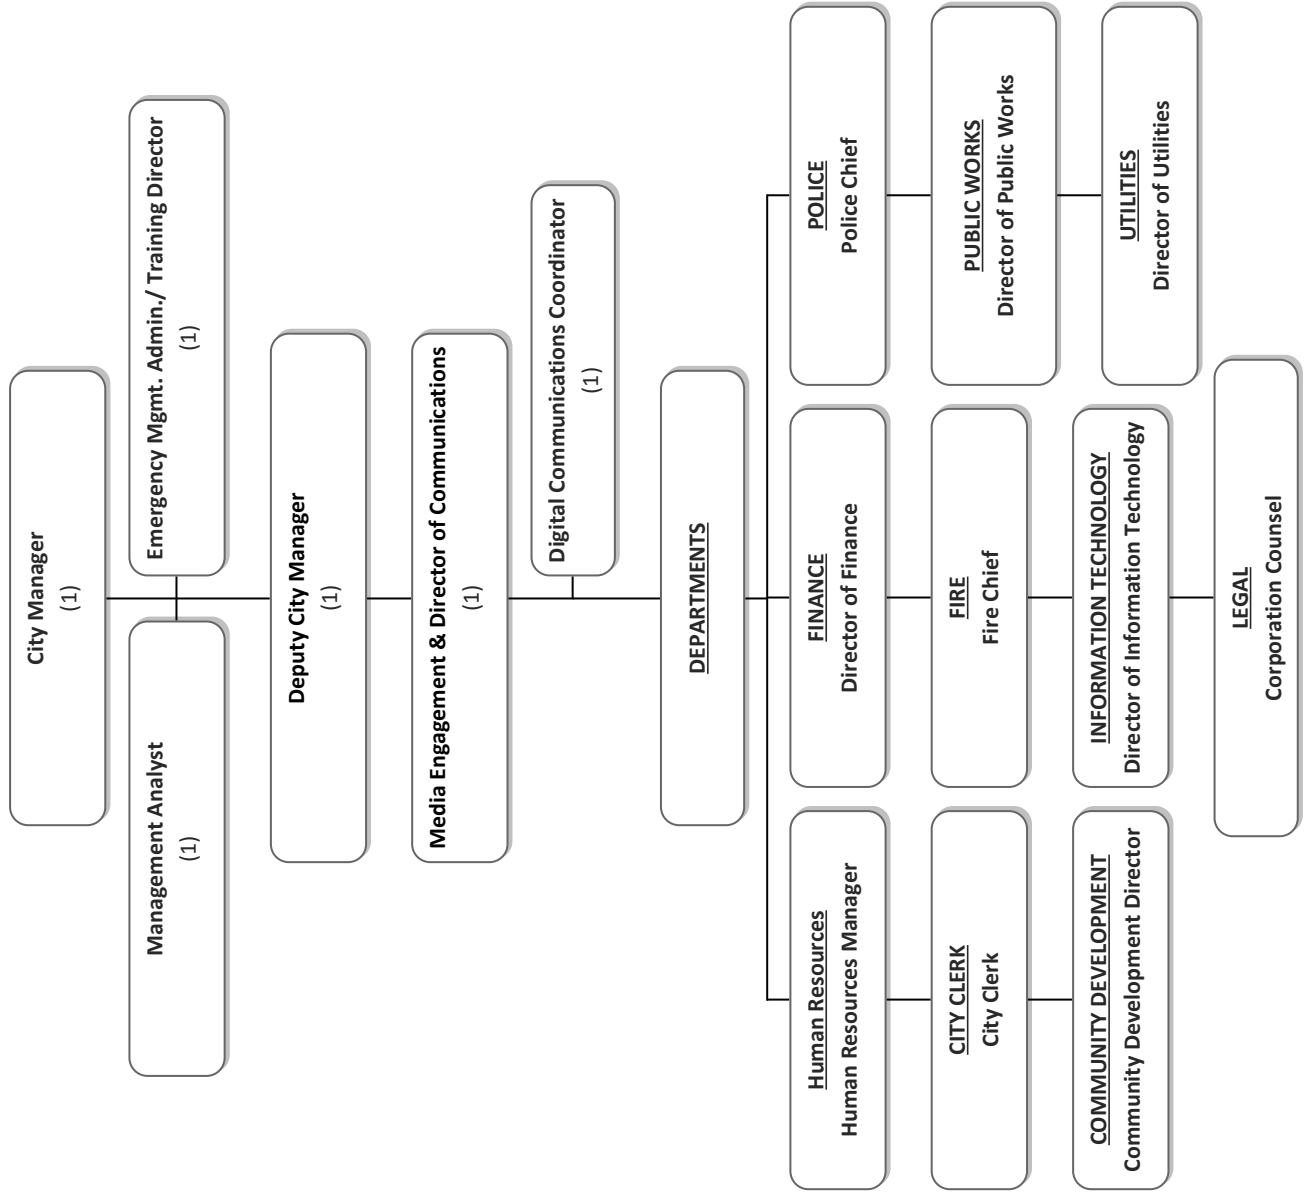 City Manager
(1)
Management Analyst
(1)
Emergency Mgmt. Admin./ Training Director
(1)
Deputy City Manager
(1)
Media Engagement & Director of Communications
(1)
Digital Communications Coordinator
(1)
DEPARTMENTS
Human Resources
Human Resources Manager
FINANCE
Director of Finance
POLICE
Police Chief
CITY CLERK
City Clerk
FIRE
Fire Chief
PUBLIC WORKS
Director of Public Works
COMMUNITY DEVELOPMENT
Community Development Director
INFORMATION TECHNOLOGY
Director of Information Technology
UTILITIES
Director of Utilities
LEGAL
Corporation Counsel